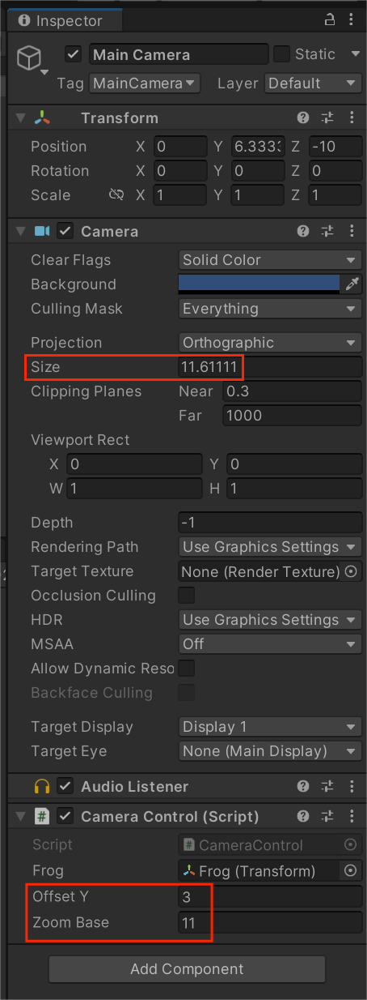 Inspector
Main Camera Static
Tag MainCamera Layer Default
Transform
Position X 0 Y 6.3333 Z -10
Rotation X 0 Y 0 Z 0
Scale X 1 Y 1 Z 1
Camera
Clear Flags Solid Color
Background
Culling Mask Everything
Projection Orthographic
Size 11.61111
Clipping Planes Near 0.3
Far 1000
Viewport Rect
X 0 Y 0
W 1 H 1
Depth -1
Rendering Path Use Graphics Settings
Target Texture None (Render Texture)
Occlusion Culling
HDR Use Graphics Settings
MSAA Off
Allow Dynamic Reso
Backface Culling
Target Display Display 1
Target Eye None (Main Display)
Audio Listener
# Camera Control (Script)
Script # CameraControl
Frog Frog (Transform)
Offset Y 3
Zoom Base 11
Add Component